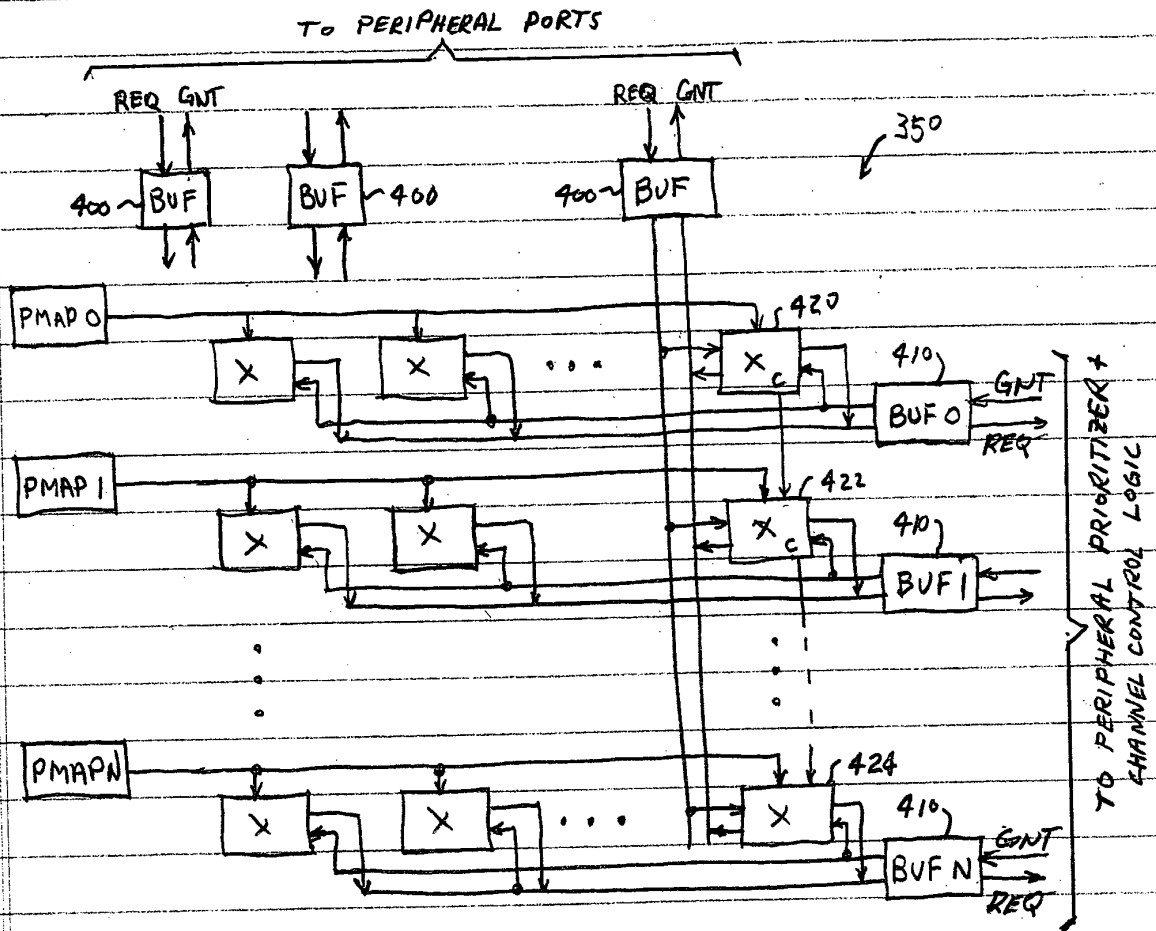 TO PERIPHERAL PORTS
REQ GNT
REQ GNT
350
400 BUF
BUF 400
400 BUF
PMAP 0
420
X
X
X C
410
GNT
BUF 0
REQ
PMAP 1
422
X
X
X C
410
BUF 1
TO PERIPHERAL PRIORITIZER +
CHANNEL CONTROL LOGIC
PMAPN
424
X
X
X
410
GNT
BUF N
REQ